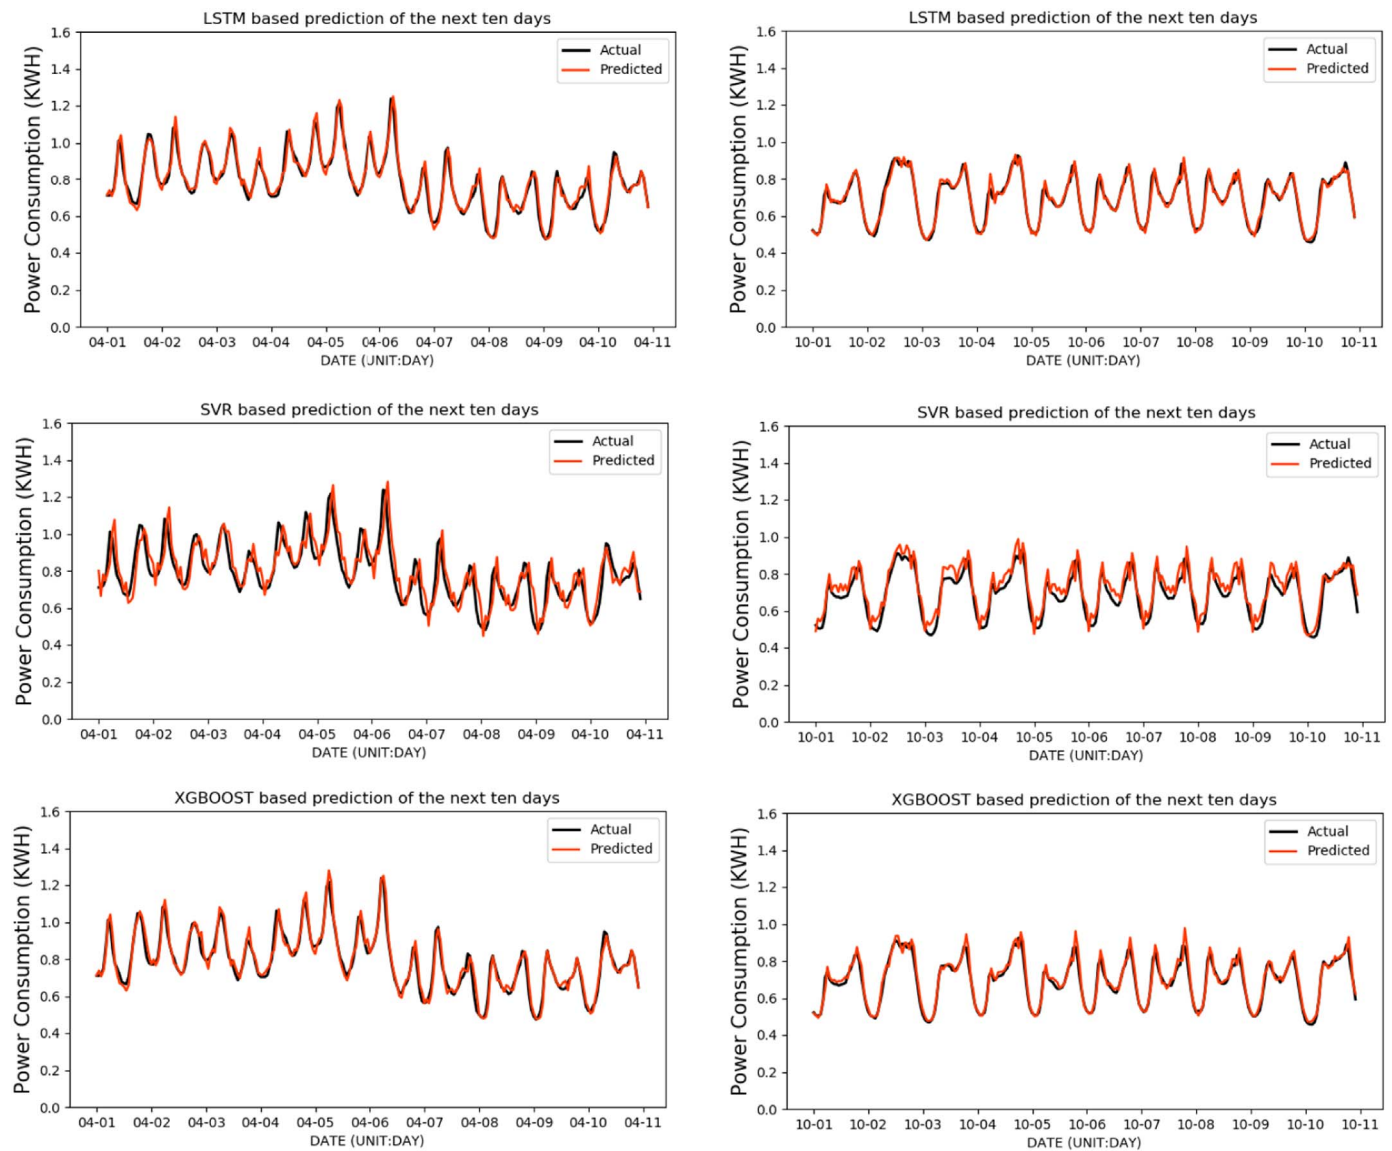 LSTM based prediction of the next ten days
Power Consumption (KWH)
1.6
1.4
1.2
1.0
0.8
0.6
0.4
0.2
0.0
Actual
Predicted
04-01 04-02 04-03 04-04 04-05 04-06 04-07 04-08 04-09 04-10 04-11
DATE (UNIT:DAY)
LSTM based prediction of the next ten days
Power Consumption (KWH)
1.6
1.4
1.2
1.0
0.8
0.6
0.4
0.2
0.0
Actual
Predicted
10-01 10-02 10-03 10-04 10-05 10-06 10-07 10-08 10-09 10-10 10-11
DATE (UNIT:DAY)
SVR based prediction of the next ten days
Power Consumption (KWH)
1.6
1.4
1.2
1.0
0.8
0.6
0.4
0.2
0.0
Actual
Predicted
04-01 04-02 04-03 04-04 04-05 04-06 04-07 04-08 04-09 04-10 04-11
DATE (UNIT:DAY)
SVR based prediction of the next ten days
Power Consumption (KWH)
1.6
1.4
1.2
1.0
0.8
0.6
0.4
0.2
0.0
Actual
Predicted
10-01 10-02 10-03 10-04 10-05 10-06 10-07 10-08 10-09 10-10 10-11
DATE (UNIT:DAY)
XGBOOST based prediction of the next ten days
Power Consumption (KWH)
1.6
1.4
1.2
1.0
0.8
0.6
0.4
0.2
0.0
Actual
Predicted
04-01 04-02 04-03 04-04 04-05 04-06 04-07 04-08 04-09 04-10 04-11
DATE (UNIT:DAY)
XGBOOST based prediction of the next ten days
Power Consumption (KWH)
1.6
1.4
1.2
1.0
0.8
0.6
0.4
0.2
0.0
Actual
Predicted
10-01 10-02 10-03 10-04 10-05 10-06 10-07 10-08 10-09 10-10 10-11
DATE (UNIT:DAY)